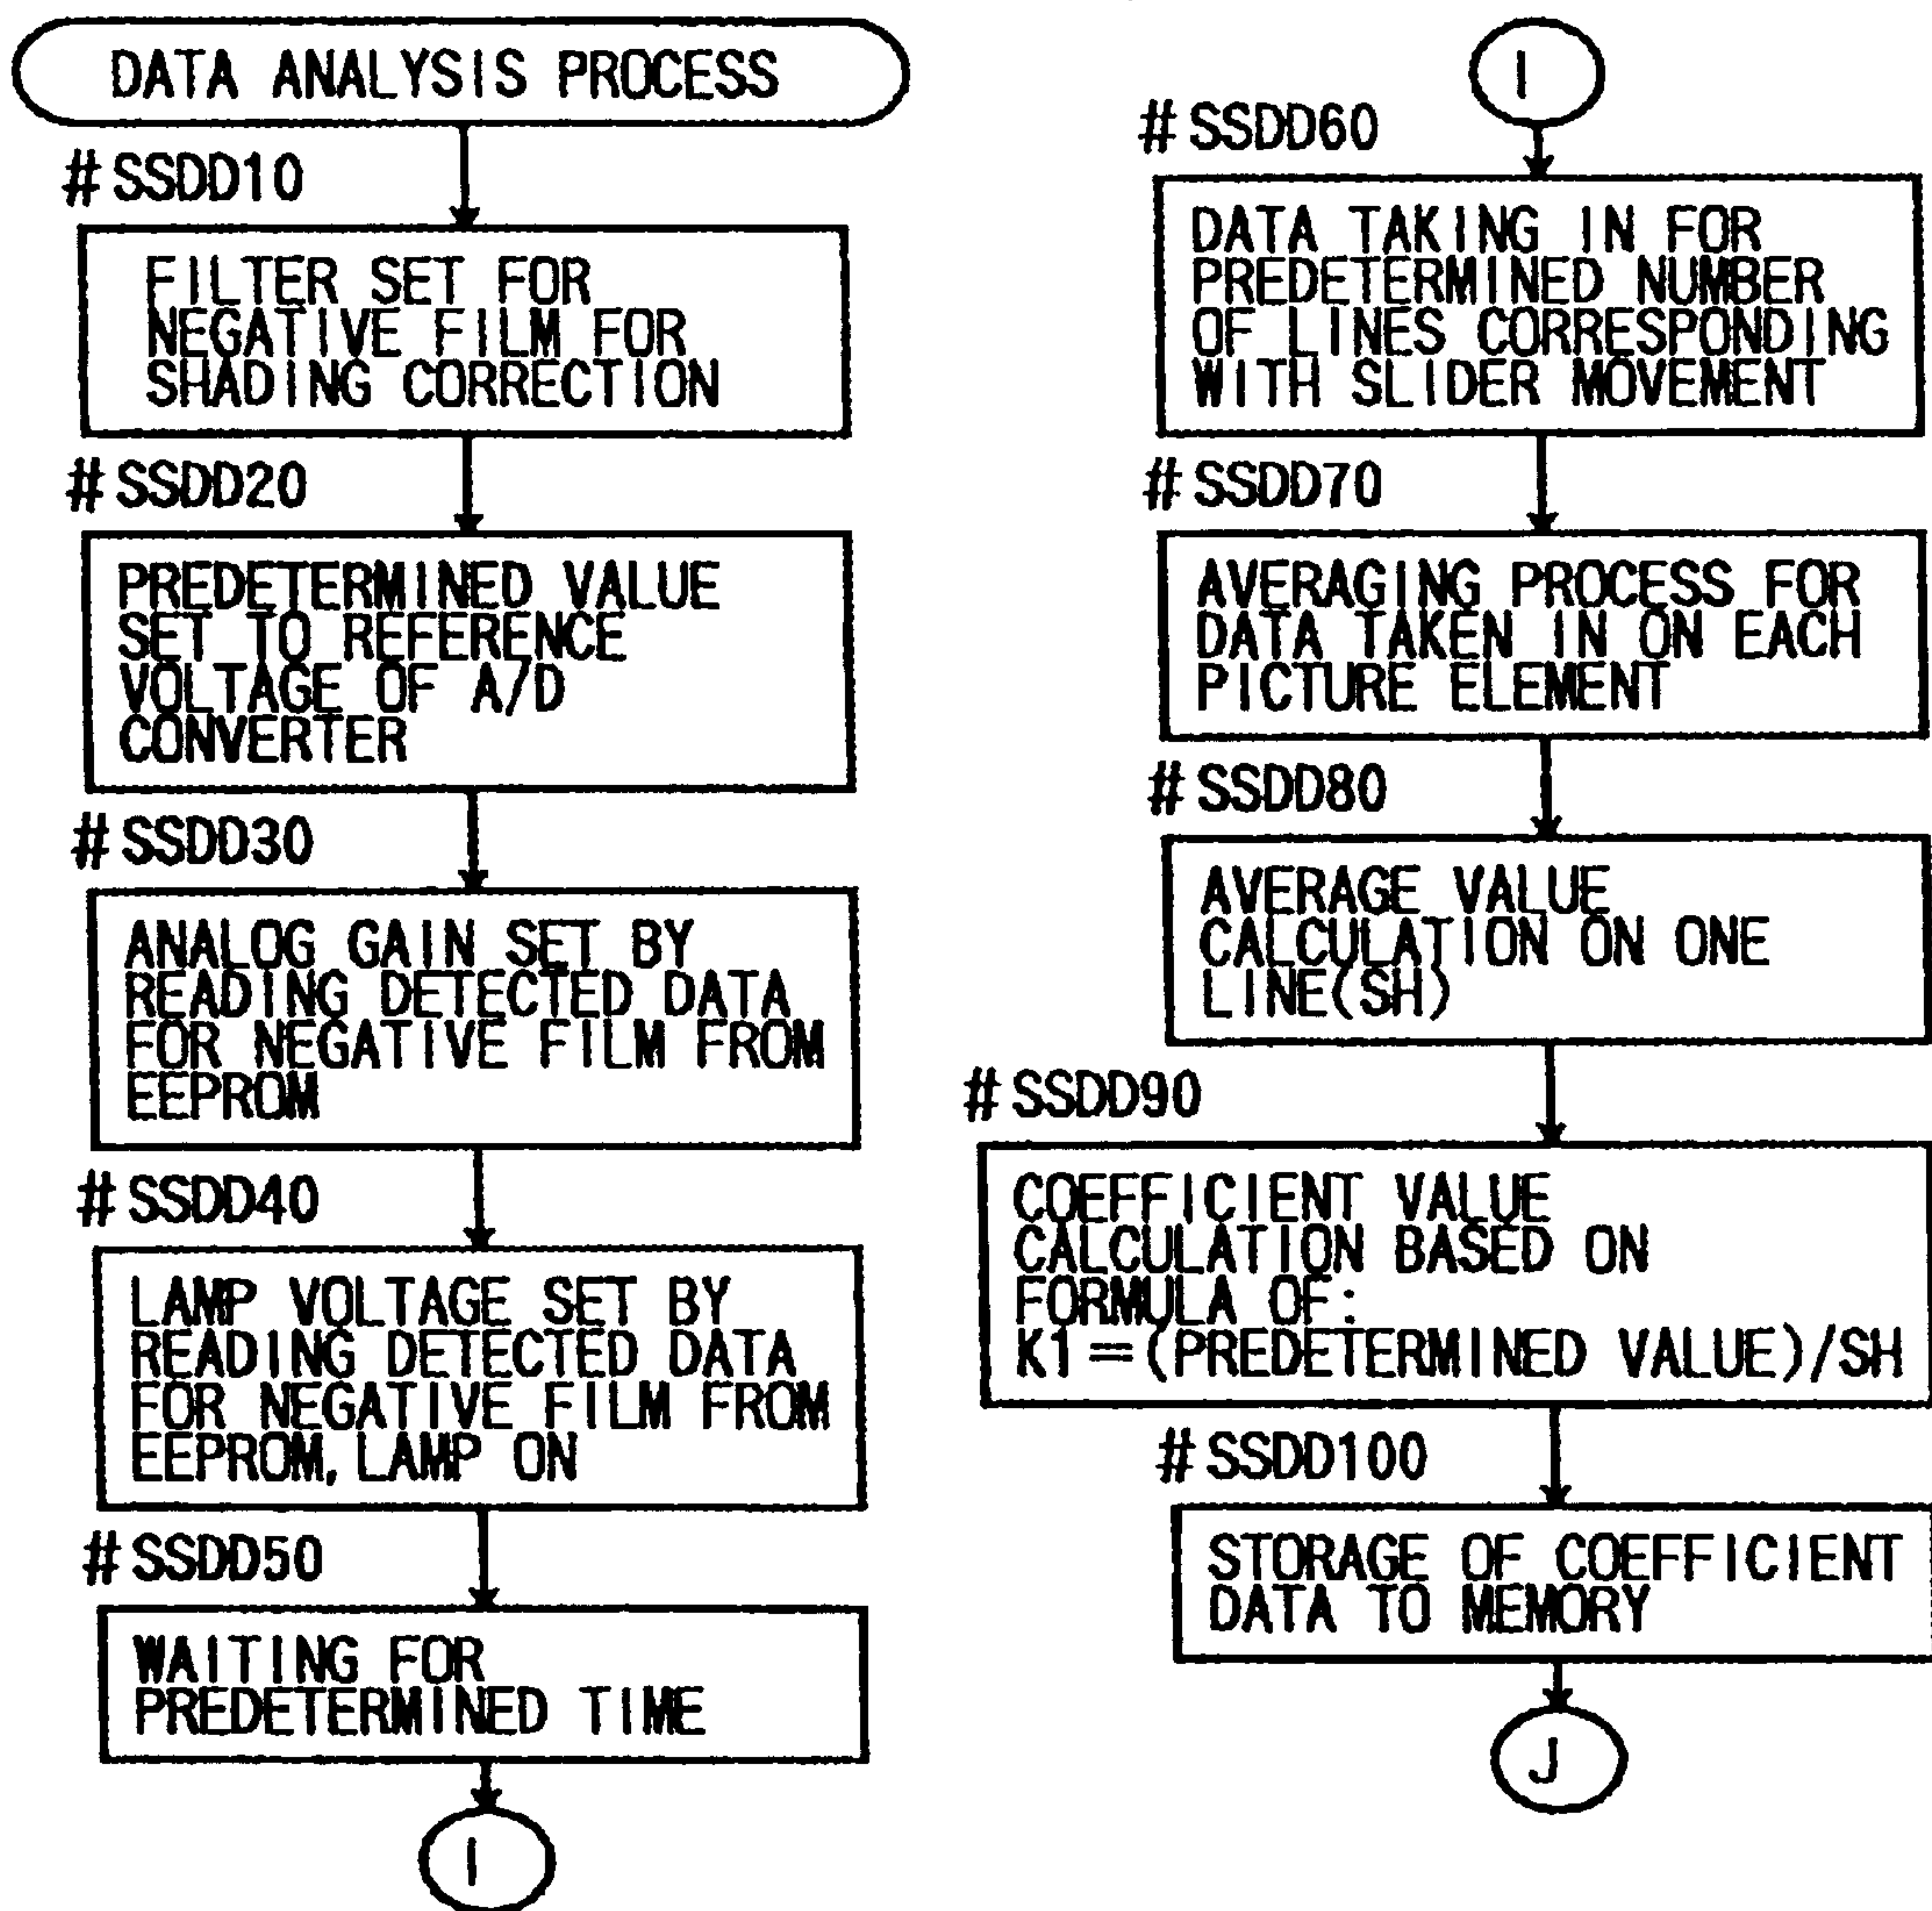 DATA ANALYSIS PROCESS
#SSDD10
FILTER SET FOR
NEGATIVE FILM FOR
SHADING CORRECTION
#SSDD20
PREDETERMINED VALUE
SET TO REFERENCE
VOLTAGE OF A/D
CONVERTER
#SSDD30
ANALOG GAIN SET BY
READING DETECTED DATA
FOR NEGATIVE FILM FROM
EEPROM
#SSDD40
LAMP VOLTAGE SET BY
READING DETECTED DATA
FOR NEGATIVE FILM FROM
EEPROM, LAMP ON
#SSDD50
WAITING FOR
PREDETERMINED TIME
I
I
#SSDD60
DATA TAKING IN FOR
PREDETERMINED NUMBER
OF LINES CORRESPONDING
WITH SLIDER MOVEMENT
#SSDD70
AVERAGING PROCESS FOR
DATA TAKEN IN ON EACH
PICTURE ELEMENT
#SSDD80
AVERAGE VALUE
CALCULATION ON ONE
LINE(SH)
#SSDD90
COEFFICIENT VALUE
CALCULATION BASED ON
FORMULA OF:
K1=(PREDETERMINED VALUE)/SH
#SSDD100
STORAGE OF COEFFICIENT
DATA TO MEMORY
J